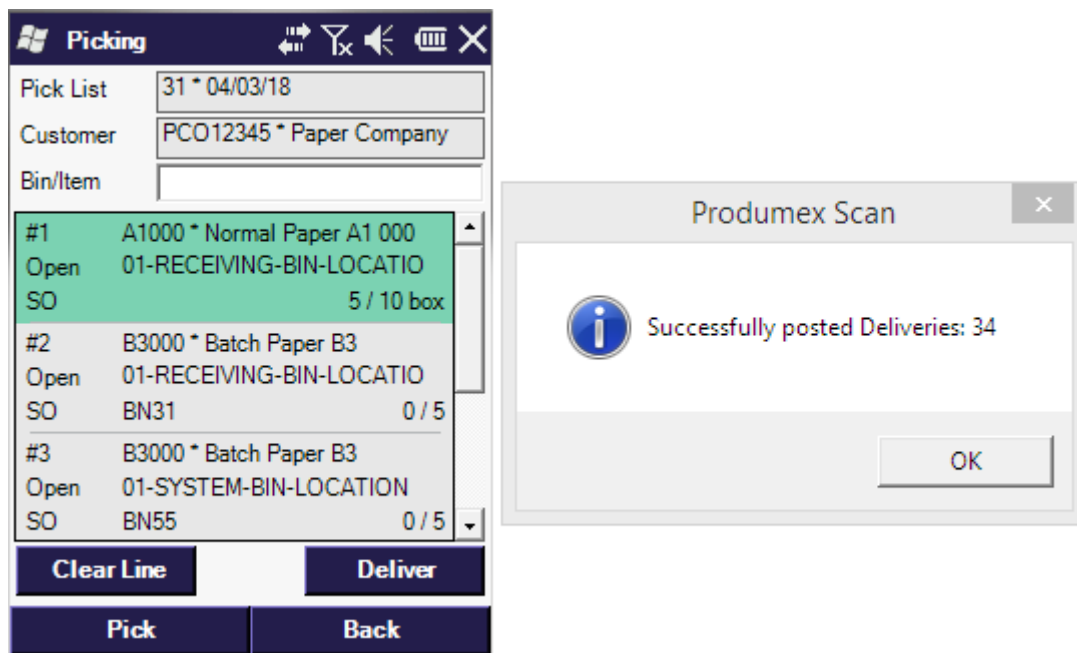 Picking
Pick List 31 * 04/03/18
Customer PCO12345 * Paper Company
Bin/Item
#1 A1000 * Normal Paper A1 000
Open 01-RECEIVING-BIN-LOCATIO
SO 5 / 10 box
#2 B3000 * Batch Paper B3
Open 01-RECEIVING-BIN-LOCATIO
SO BN31 0 / 5
#3 B3000 * Batch Paper B3
Open 01-SYSTEM-BIN-LOCATION
SO BN55 0 / 5
Clear Line Deliver
Pick Back
Produmex Scan
Successfully posted Deliveries: 34
OK